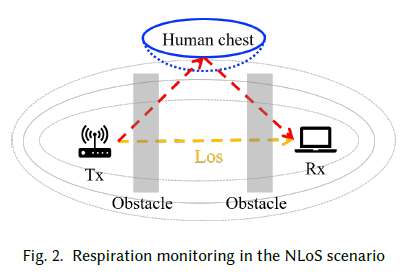 Human chest
Los
Tx
Rx
Obstacle
Obstacle
Fig. 2. Respiration monitoring in the NLoS scenario